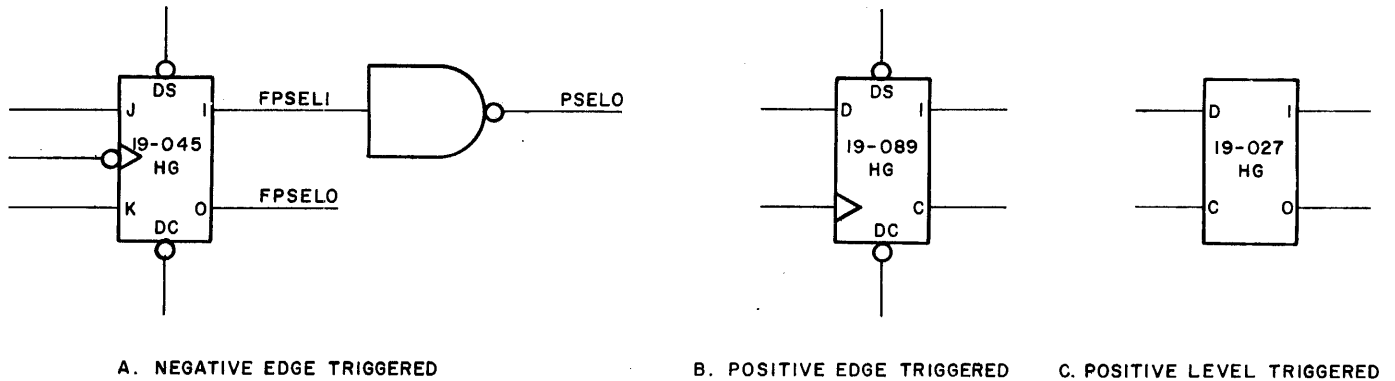 DS
J I
19-045
HG
K O
DC
FPSEL1
FPSELO
PSELO
DS
D I
19-089
HG
C
DC
D I
19-027
HG
C O
A. NEGATIVE EDGE TRIGGERED
B. POSITIVE EDGE TRIGGERED
C. POSITIVE LEVEL TRIGGERED